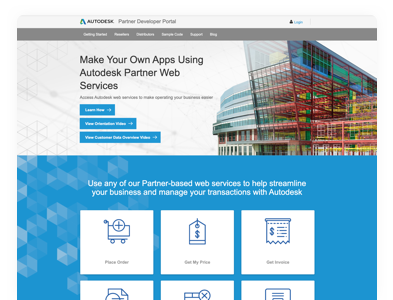 AUTODESK Partner Developer Portal
Login
Getting Started Resellers Distributors Sample Code Support Blog
Make Your Own Apps Using
Autodesk Partner Web
Services
Access Autodesk web services to make operating your business easier
Learn How →
View Orientation Video →
View Customer Data Overview Video →
Use any of our Partner-based web services to help streamline
your business and manage your transactions with Autodesk
Place Order
Get My Price
Get Invoice